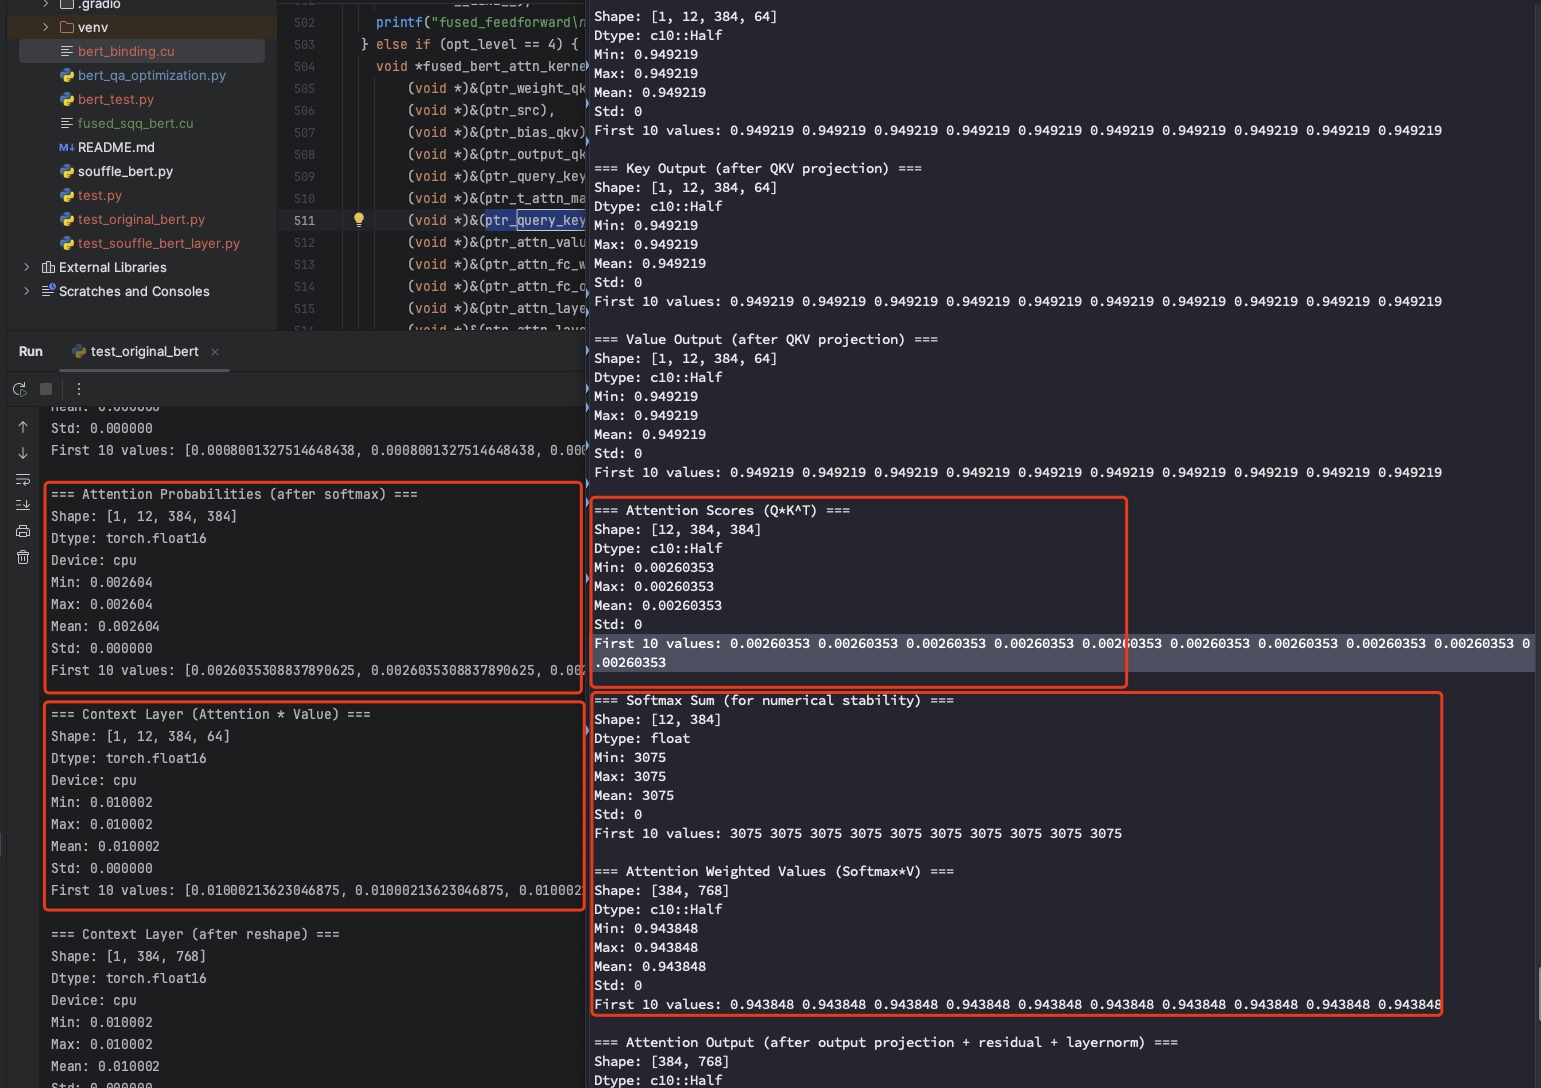 .gradio
venv
bert_binding.cu
bert_qa_optimization.py
bert_test.py
fused_sqq_bert.cu
README.md
souffle_bert.py
test.py
test_original_bert.py
test_souffle_bert_layer.py
External Libraries
Scratches and Consoles
502 printf("fused_feedforward\n
503 } else if (opt_level == 4) {
504 void *fused_bert_attn_kerne
505 (void *)&(ptr_weight_qk
506 (void *)&(ptr_src),
507 (void *)&(ptr_bias_qkv)
508 (void *)&(ptr_output_qk
509 (void *)&(ptr_query_key
510 (void *)&(ptr_t_attn_ma
511 (void *)&(ptr_query_key
512 (void *)&(ptr_attn_valu
513 (void *)&(ptr_attn_fc_w
514 (void *)&(ptr_attn_fc_o
515 (void *)&(ptr_attn_laye
Run test_original_bert
Mean: 0.000800
Std: 0.000000
First 10 values: [0.0008001327514648438, 0.0008001327514648438, 0.000
=== Attention Probabilities (after softmax) ===
Shape: [1, 12, 384, 384]
Dtype: torch.float16
Device: cpu
Min: 0.002604
Max: 0.002604
Mean: 0.002604
Std: 0.000000
First 10 values: [0.0026035308837890625, 0.0026035308837890625, 0.002
=== Context Layer (Attention * Value) ===
Shape: [1, 12, 384, 64]
Dtype: torch.float16
Device: cpu
Min: 0.010002
Max: 0.010002
Mean: 0.010002
Std: 0.000000
First 10 values: [0.01000213623046875, 0.01000213623046875, 0.010002
=== Context Layer (after reshape) ===
Shape: [1, 384, 768]
Dtype: torch.float16
Device: cpu
Min: 0.010002
Max: 0.010002
Mean: 0.010002
Std: 0.000000
Shape: [1, 12, 384, 64]
Dtype: c10::Half
Min: 0.949219
Max: 0.949219
Mean: 0.949219
Std: 0
First 10 values: 0.949219 0.949219 0.949219 0.949219 0.949219 0.949219 0.949219 0.949219 0.949219 0.949219
=== Key Output (after QKV projection) ===
Shape: [1, 12, 384, 64]
Dtype: c10::Half
Min: 0.949219
Max: 0.949219
Mean: 0.949219
Std: 0
First 10 values: 0.949219 0.949219 0.949219 0.949219 0.949219 0.949219 0.949219 0.949219 0.949219 0.949219
=== Value Output (after QKV projection) ===
Shape: [1, 12, 384, 64]
Dtype: c10::Half
Min: 0.949219
Max: 0.949219
Mean: 0.949219
Std: 0
First 10 values: 0.949219 0.949219 0.949219 0.949219 0.949219 0.949219 0.949219 0.949219 0.949219 0.949219
=== Attention Scores (Q*K^T) ===
Shape: [12, 384, 384]
Dtype: c10::Half
Min: 0.00260353
Max: 0.00260353
Mean: 0.00260353
Std: 0
First 10 values: 0.00260353 0.00260353 0.00260353 0.00260353 0.00260353 0.00260353 0.00260353 0.00260353 0.00260353 0
.00260353
=== Softmax Sum (for numerical stability) ===
Shape: [12, 384]
Dtype: float
Min: 3075
Max: 3075
Mean: 3075
Std: 0
First 10 values: 3075 3075 3075 3075 3075 3075 3075 3075 3075 3075
=== Attention Weighted Values (Softmax*V) ===
Shape: [384, 768]
Dtype: c10::Half
Min: 0.943848
Max: 0.943848
Mean: 0.943848
Std: 0
First 10 values: 0.943848 0.943848 0.943848 0.943848 0.943848 0.943848 0.943848 0.943848 0.943848 0.943848
=== Attention Output (after output projection + residual + layernorm) ===
Shape: [384, 768]
Dtype: c10::Half